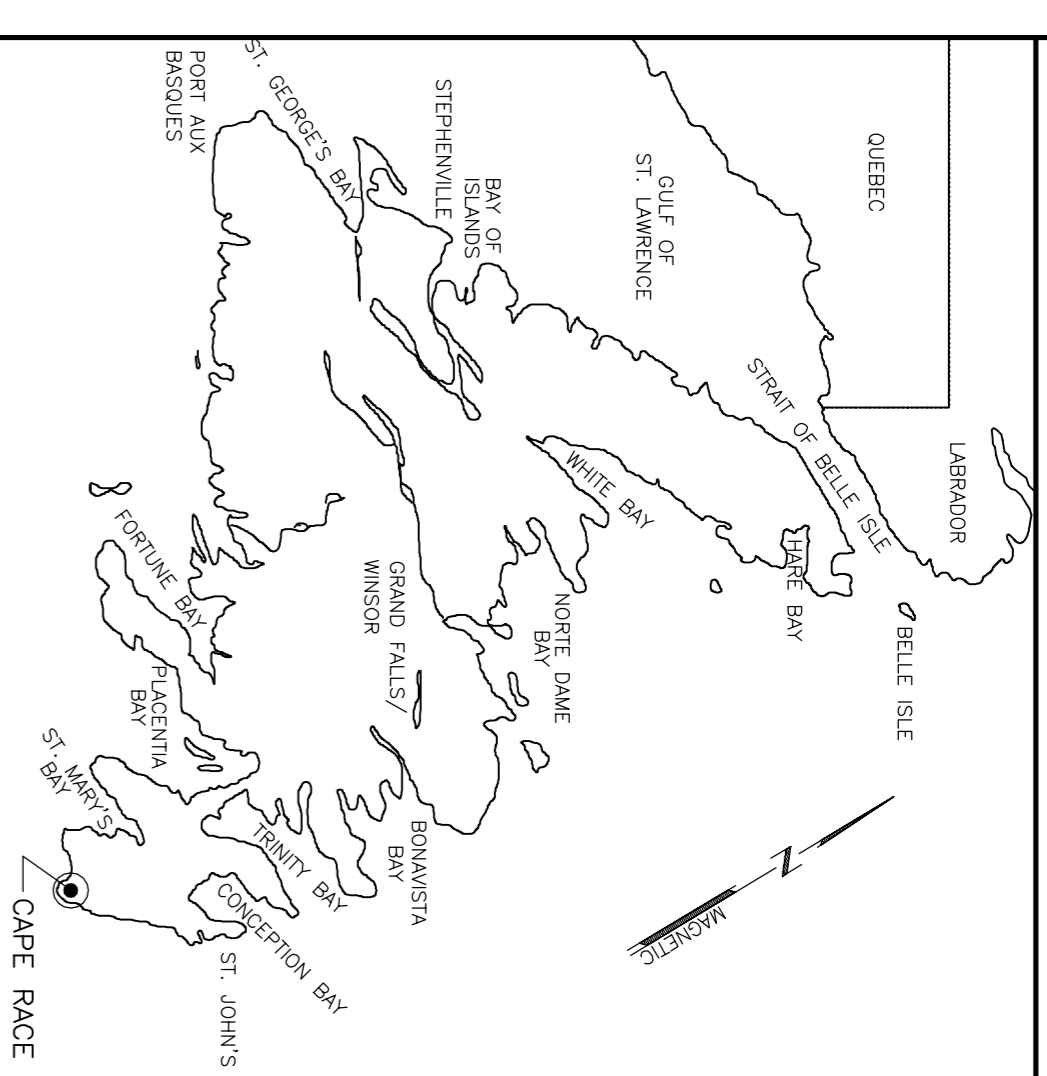 LABRADOR
BELLE ISLE
QUEBEC
STRAIT OF BELLE ISLE
HARE BAY
N
MAGNETIC
GULF OF
ST. LAWRENCE
WHITE BAY
NORTE DAME
BAY
BAY OF
ISLANDS
STEPHENVILLE
BONAVISTA
BAY
GRAND FALLS/
WINSOR
ST. GEORGE'S BAY
TRINITY BAY
CONCEPTION BAY
ST. JOHN'S
PORT AUX
BASQUES
FORTUNE BAY
PLACENTIA
BAY
ST. MARY'S
BAY
CAPE RACE